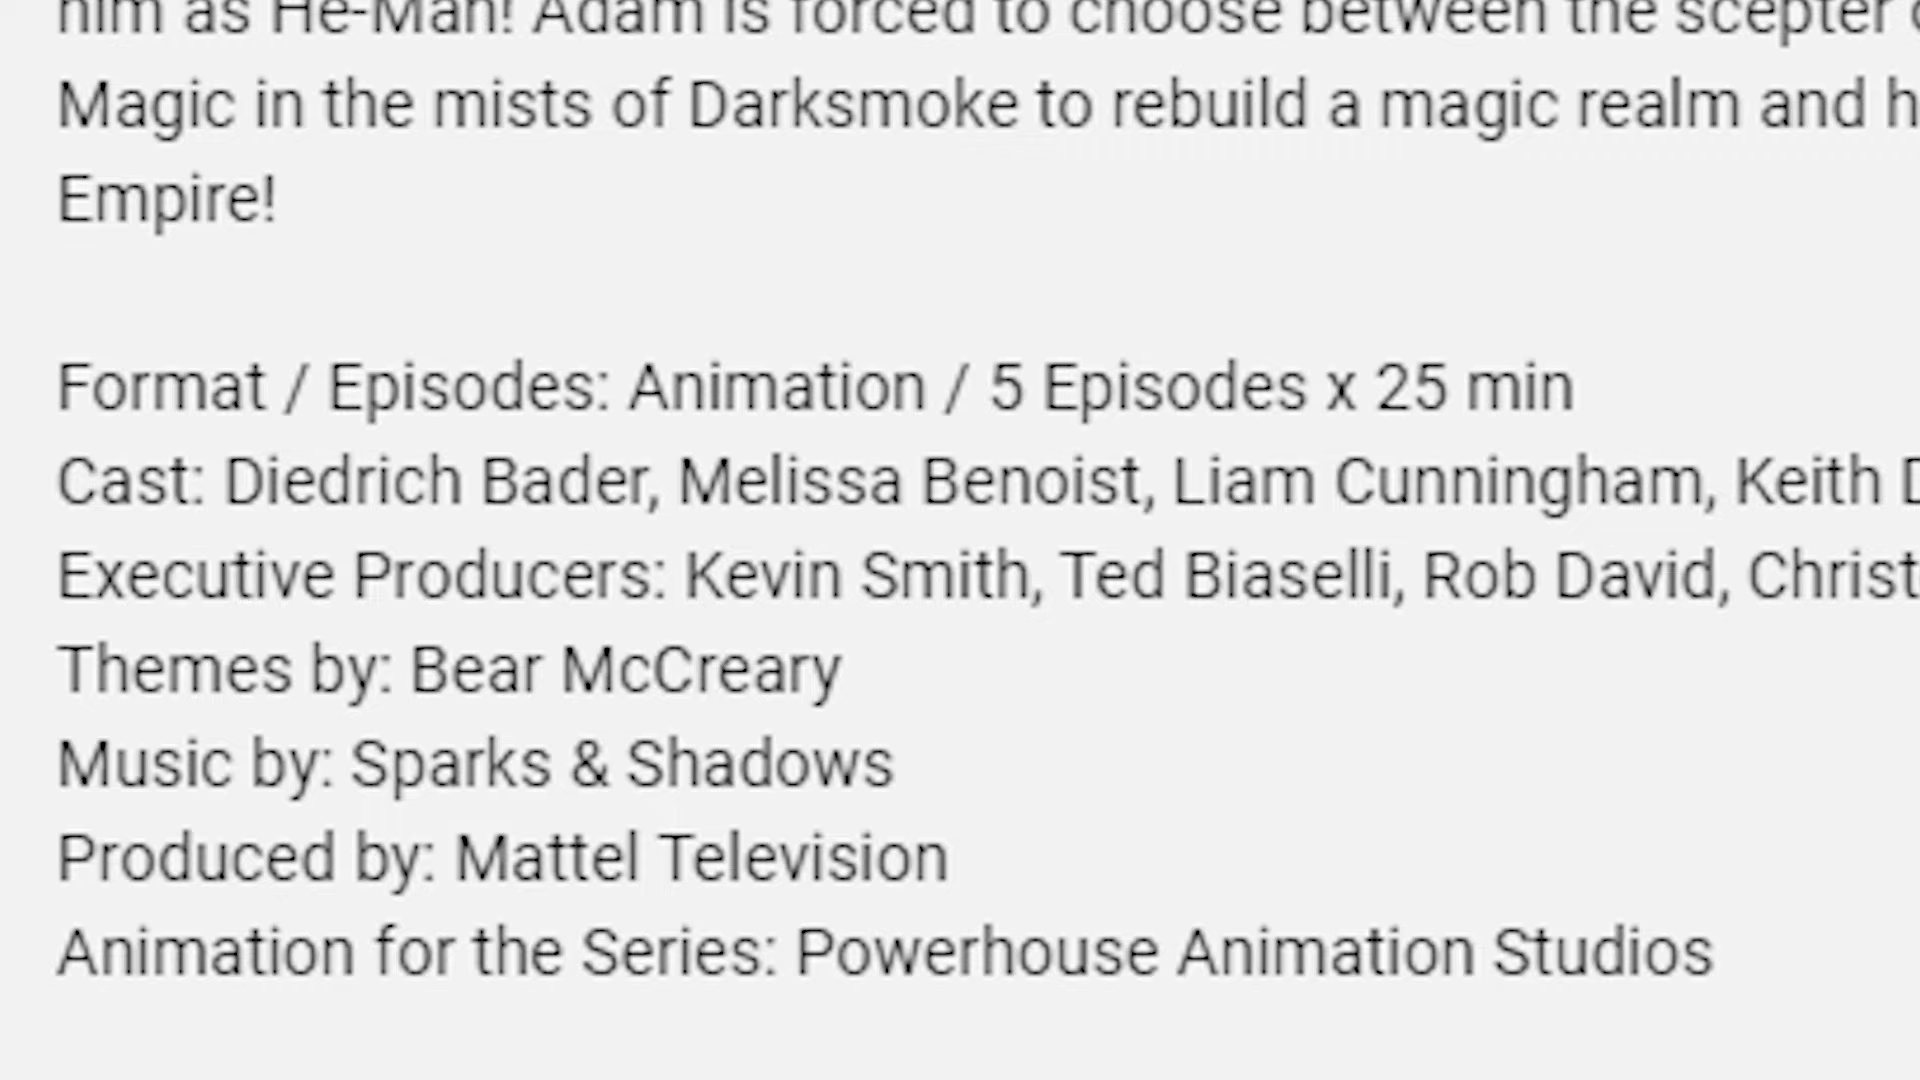 him as He-Man! Adam is forced to choose between the scepter
Magic in the mists of Darksmoke to rebuild a magic realm and
Empire!
Format / Episodes: Animation / 5 Episodes x 25 min
Cast: Diedrich Bader, Melissa Benoist, Liam Cunningham, Keith
Executive Producers: Kevin Smith, Ted Biaselli, Rob David, Christ
Themes by: Bear McCreary
Music by: Sparks & Shadows
Produced by: Mattel Television
Animation for the Series: Powerhouse Animation Studios